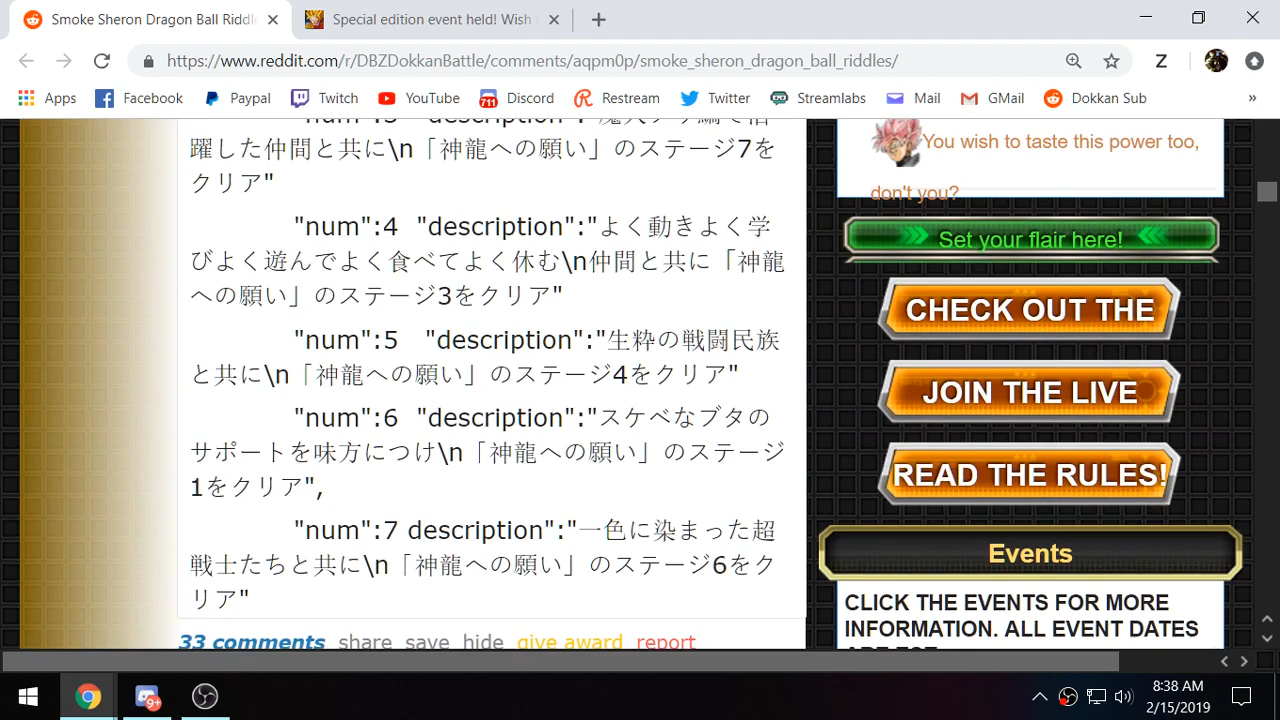 Smoke Sheron Dragon Ball Riddle
Special edition event held! Wish
https://www.reddit.com/r/DBZDokkanBattle/comments/aqpm0p/smoke_sheron_dragon_ball_riddles/
Z
Apps
Facebook
Paypal
Twitch
YouTube
711
Discord
Restream
Twitter
Streamlabs
Mail
GMail
Dokkan Sub
»
躍した仲間と共に\n「神龍への願い」のステージ7を
クリア"
"num":4 "description":"よく動きよく学
びよく遊んでよく食べてよく休む\n仲間と共に「神龍
への願い」のステージ3をクリア"
"num":5 "description":"生粋の戦闘民族
と共に\n「神龍への願い」のステージ4をクリア"
"num":6 "description":"スケベなブタの
サポートを味方につけ\n「神龍への願い」のステージ
1をクリア",
"num":7 description":"一色に染まった超
戦士たちと共に\n「神龍への願い」のステージ6をク
リア"
33 comments share save hide give award report
You wish to taste this power too,
don't you?
Set your flair here!
CHECK OUT THE
JOIN THE LIVE
READ THE RULES!
Events
CLICK THE EVENTS FOR MORE
INFORMATION. ALL EVENT DATES
9+
8:38 AM
2/15/2019